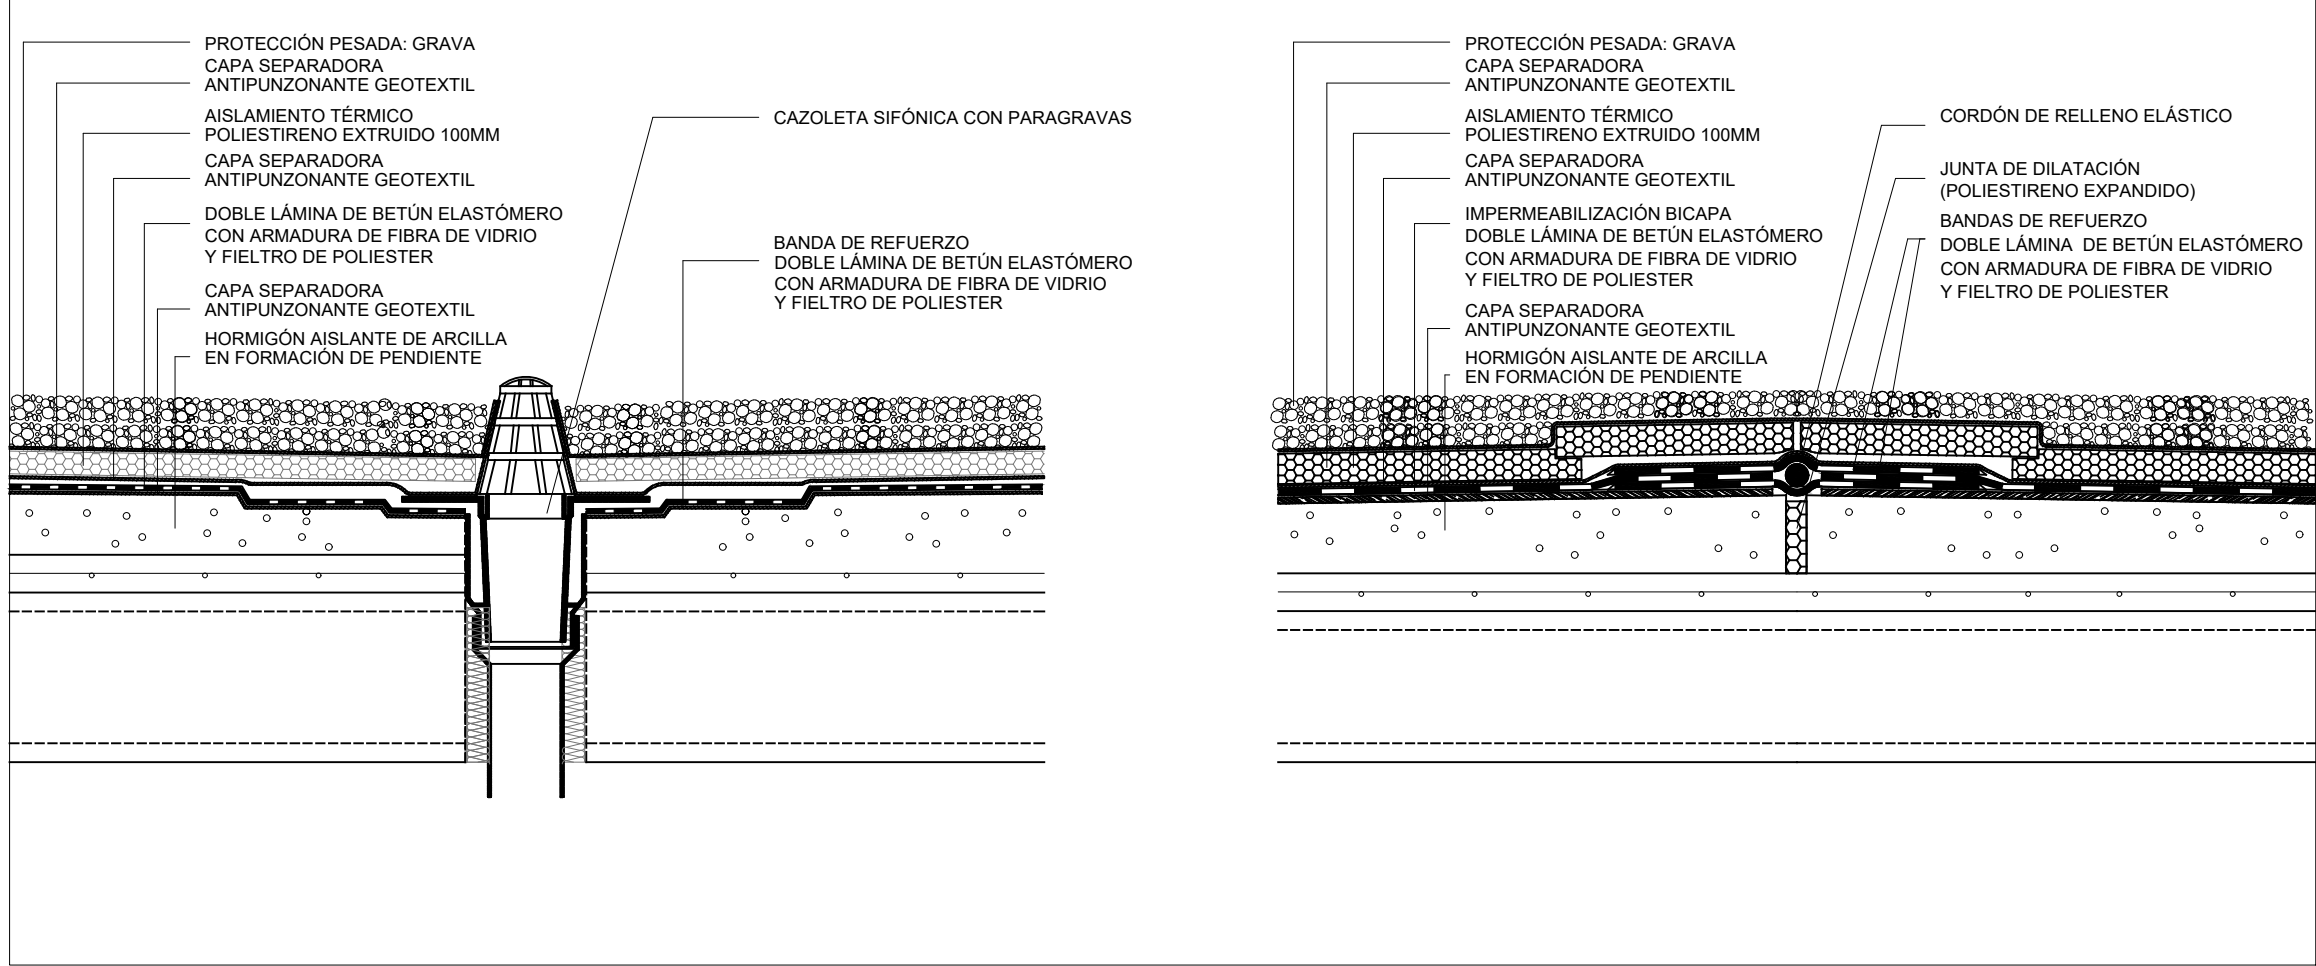 PROTECCIÓN PESADA: GRAVA
CAPA SEPARADORA
ANTIPUNZONANTE GEOTEXTIL
AISLAMIENTO TÉRMICO
POLIESTIRENO EXTRUIDO 100MM
CAPA SEPARADORA
ANTIPUNZONANTE GEOTEXTIL
DOBLE LÁMINA DE BETÚN ELASTÓMERO
CON ARMADURA DE FIBRA DE VIDRIO
Y FIELTRO DE POLIESTER
CAPA SEPARADORA
ANTIPUNZONANTE GEOTEXTIL
HORMIGÓN AISLANTE DE ARCILLA
EN FORMACIÓN DE PENDIENTE
CAZOLETA SIFÓNICA CON PARAGRAVAS
BANDA DE REFUERZO
DOBLE LÁMINA DE BETÚN ELASTÓMERO
CON ARMADURA DE FIBRA DE VIDRIO
Y FIELTRO DE POLIESTER
PROTECCIÓN PESADA: GRAVA
CAPA SEPARADORA
ANTIPUNZONANTE GEOTEXTIL
AISLAMIENTO TÉRMICO
POLIESTIRENO EXTRUIDO 100MM
CAPA SEPARADORA
ANTIPUNZONANTE GEOTEXTIL
IMPERMEABILIZACIÓN BICAPA
DOBLE LÁMINA DE BETÚN ELASTÓMERO
CON ARMADURA DE FIBRA DE VIDRIO
Y FIELTRO DE POLIESTER
CAPA SEPARADORA
ANTIPUNZONANTE GEOTEXTIL
HORMIGÓN AISLANTE DE ARCILLA
EN FORMACIÓN DE PENDIENTE
CORDÓN DE RELLENO ELÁSTICO
JUNTA DE DILATACIÓN
(POLIESTIRENO EXPANDIDO)
BANDAS DE REFUERZO
DOBLE LÁMINA DE BETÚN ELASTÓMERO
CON ARMADURA DE FIBRA DE VIDRIO
Y FIELTRO DE POLIESTER